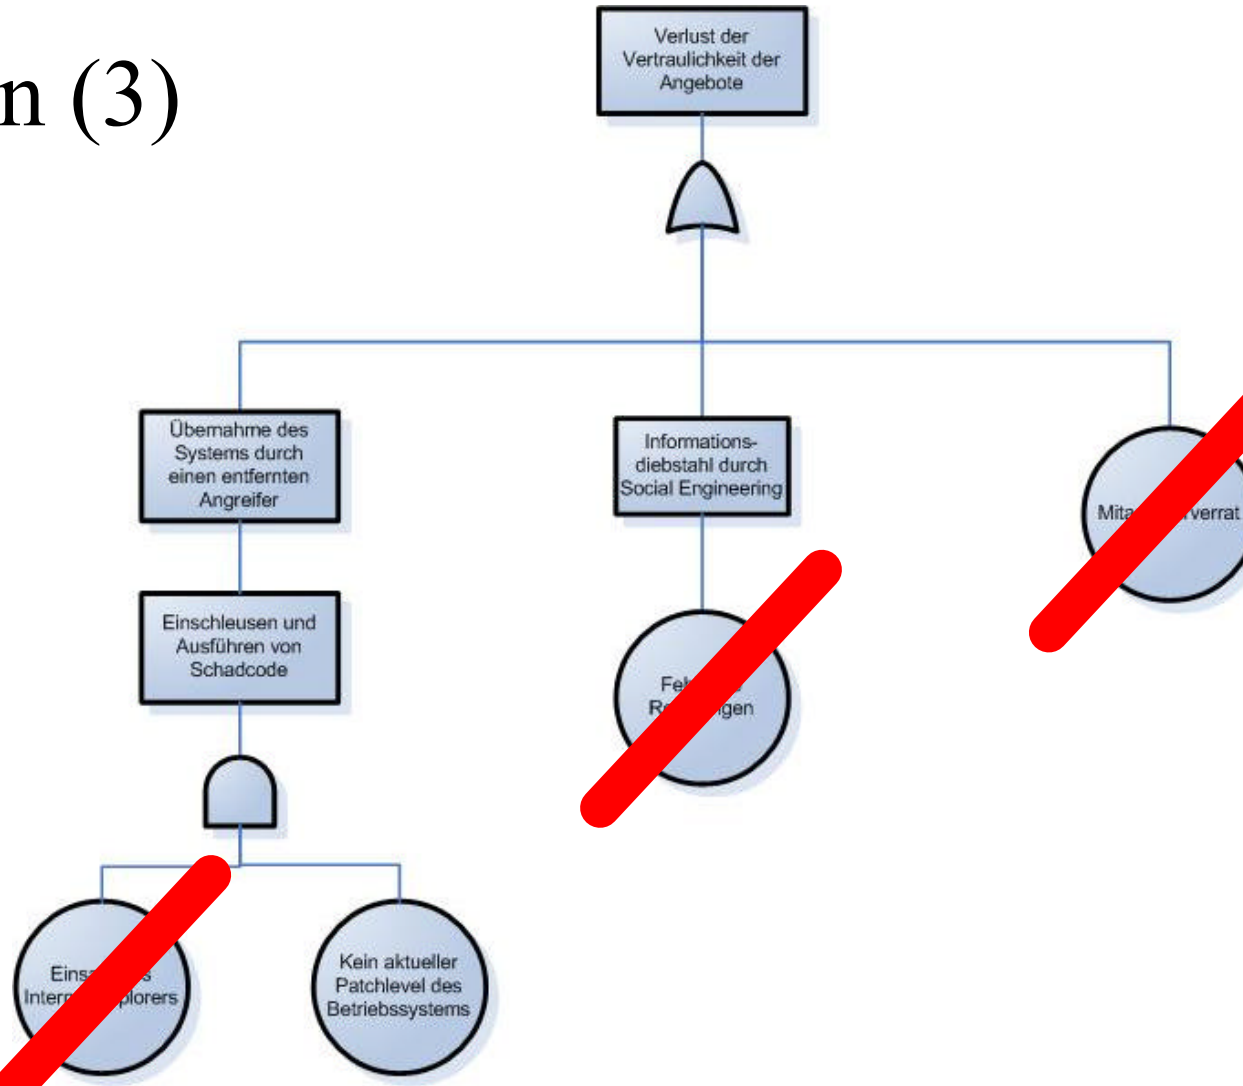 n (3)
Verlust der
Vertraulichkeit der
Angebote
Übernahme des
Systems durch
einen entfernten
Angreifer
Informations-
diebstahl durch
Social Engineering
Einschleusen und
Ausführen von
Schadcode
Kein aktueller
Patchlevel des
Betriebssystems